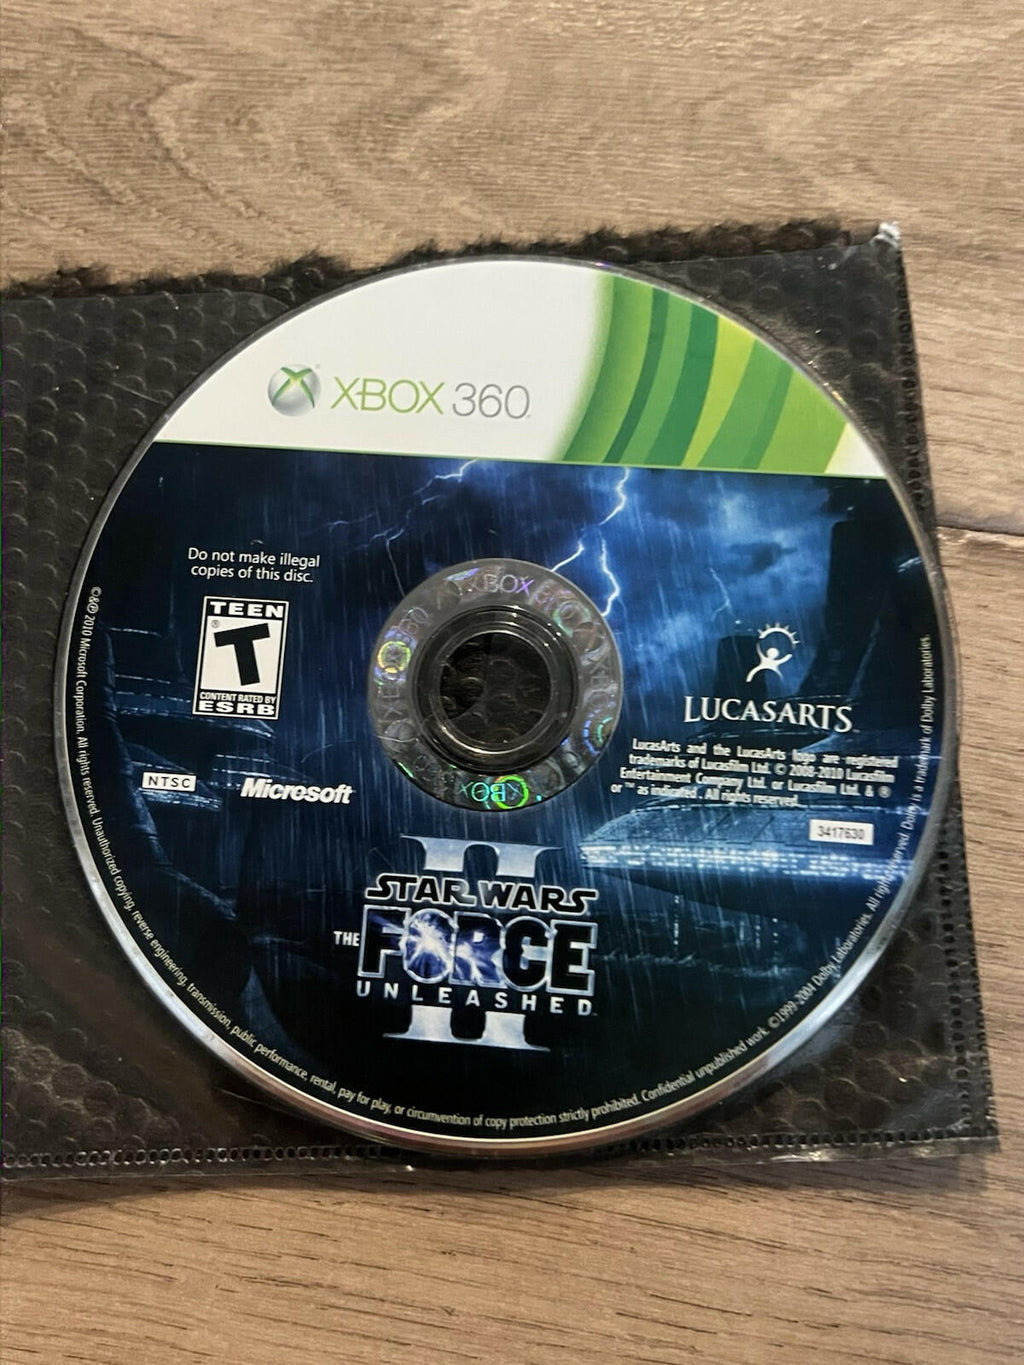 XBOX 360
Do not make illegal
copies of this disc.
TEEN
T
®
CONTENT RATED BY
ESRB
NTSC
Microsoft
XBOX 360
XBOX
LUCASARTS
LucasArts and the LucasArts logo are registered
trademarks of Lucasfilm Ltd. © 2008-2010 Lucasfilm
Entertainment Company Ltd. or Lucasfilm Ltd. & ®
or ™ as indicated. All rights reserved.
3417630
II
STAR WARS
THE FORCE
UNLEASHED™
©&℗ 2010 Microsoft Corporation. All rights reserved. Unauthorized copying, reverse engineering, transmission, public performance, rental, pay for play, or circumvention of copy protection strictly prohibited. Confidential unpublished work. ©1999-2004 Dolby Laboratories. All rights reserved. Dolby is a trademark of Dolby Laboratories.